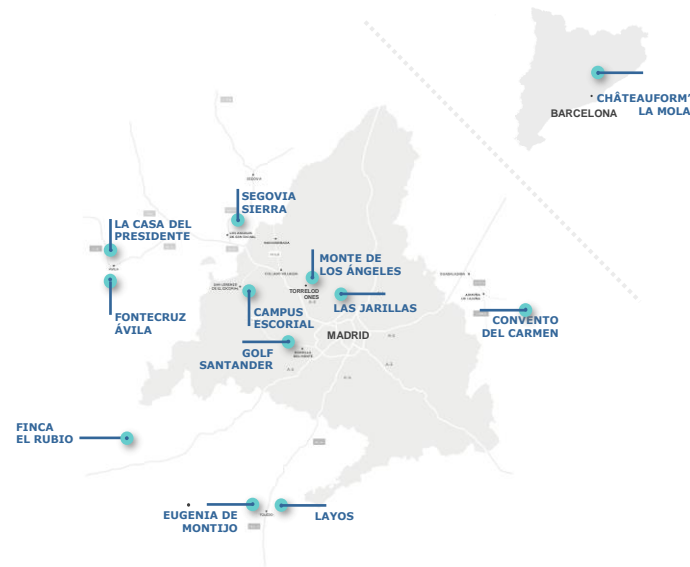 CHÂTEAUFORM'
LA MOLA
BARCELONA
SEGOVIA
SEGOVIA
SIERRA
LA CASA DEL
PRESIDENTE
MONTE DE
LOS ÁNGELES
TORRELOD
ONES
LAS JARILLAS
FONTECRUZ
ÁVILA
CAMPUS
ESCORIAL
CONVENTO
DEL CARMEN
MADRID
GOLF
SANTANDER
FINCA
EL RUBIO
EUGENIA DE
MONTIJO
LAYOS